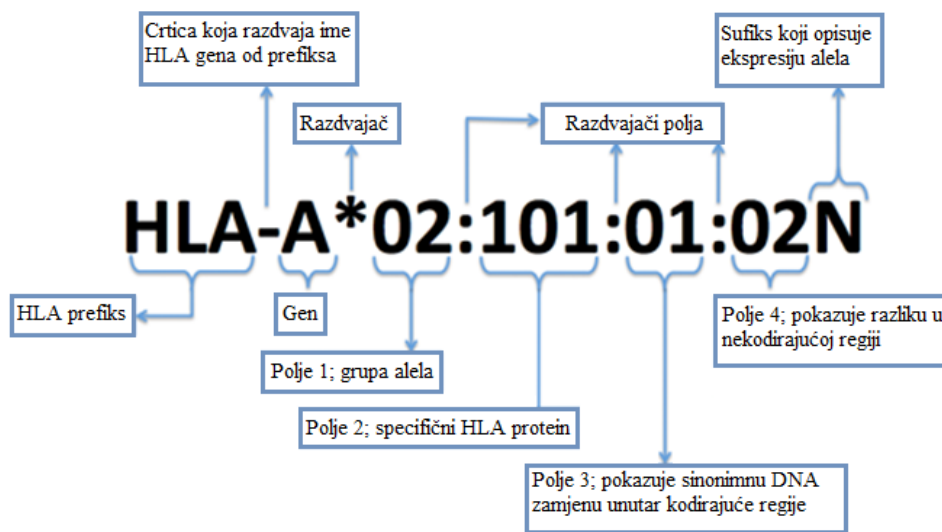 Crtica koja razdvaja ime
HLA gena od prefiksa
Sufiks koji opisuje
ekspresiju alela
Razdvajač
Razdvajači polja
HLA-A*02:101:01:02N
HLA prefiks
Gen
Polje 4; pokazuje razliku u
nekodirajućoj regiji
Polje 1; grupa alela
Polje 2; specifični HLA protein
Polje 3; pokazuje sinonimnu DNA
zamjenu unutar kodirajuće regije